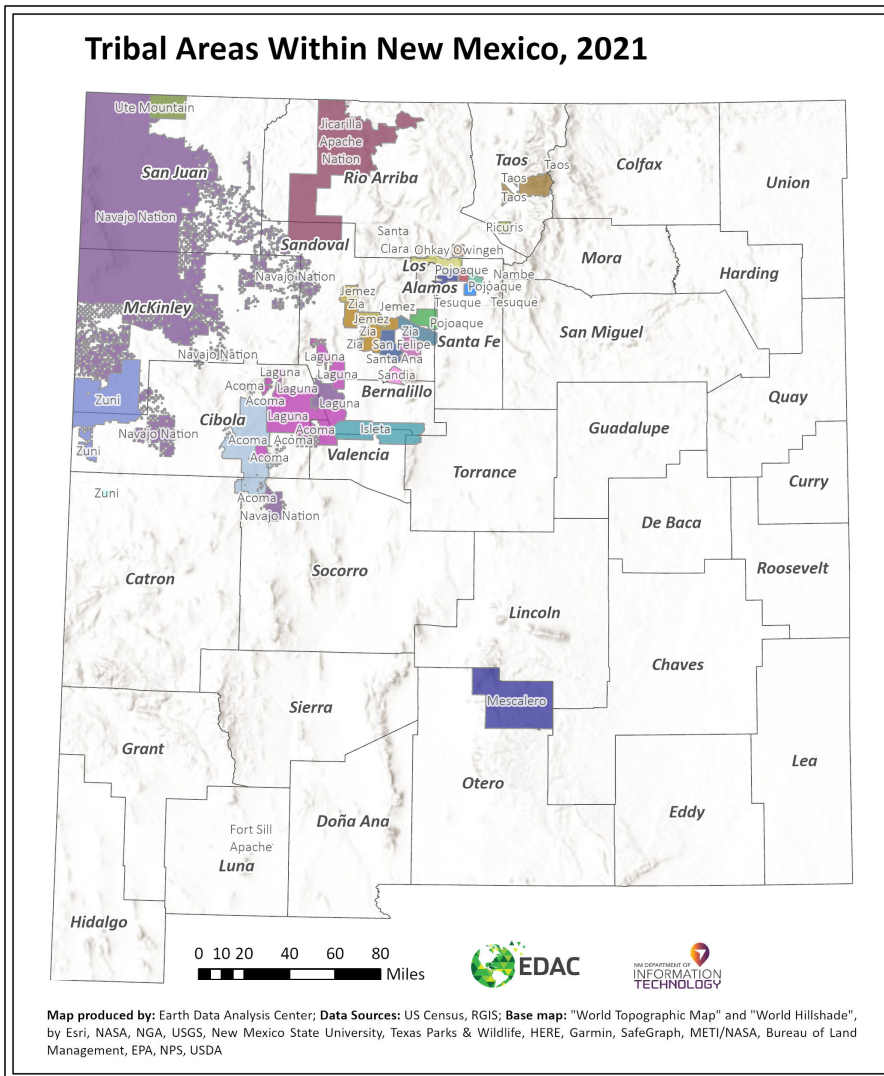 Tribal Areas Within New Mexico, 2021
Ute Mountain
Jicarilla
Apache
Nation
San Juan
Rio Arriba
Taos
Taos
Taos
Taos
Colfax
Union
Navajo Nation
Picuris
Sandoval
Santa
Clara
Ohkay Owingeh
Mora
Harding
Los
Alamos
Pojoaque
Nambe
Pojoaque
Navajo Nation
McKinley
Jemez
Zia
Jemez
Tesuque
Tesuque
Jemez
Zia
Zia
Pojoaque
San Miguel
Zia
San Felipe
Santa Fe
Navajo Nation
Laguna
Santa Ana
Laguna
Laguna
Sandia
Acoma
Laguna
Bernalillo
Quay
Zuni
Acoma
Laguna
Cibola
Laguna
Guadalupe
Navajo Nation
Acoma
Isleta
Acoma
Acoma
Zuni
Acoma
Valencia
Torrance
Curry
Zuni
Acoma
Navajo Nation
De Baca
Catron
Socorro
Roosevelt
Lincoln
Chaves
Sierra
Mescalero
Grant
Otero
Lea
Doña Ana
Eddy
Fort Sill
Apache
Luna
Hidalgo
0 10 20 40 60 80
Miles
EDAC
NM DEPARTMENT OF
INFORMATION
TECHNOLOGY
Map produced by: Earth Data Analysis Center; Data Sources: US Census, RGIS; Base map: "World Topographic Map" and "World Hillshade",
by Esri, NASA, NGA, USGS, New Mexico State University, Texas Parks & Wildlife, HERE, Garmin, SafeGraph, METI/NASA, Bureau of Land
Management, EPA, NPS, USDA